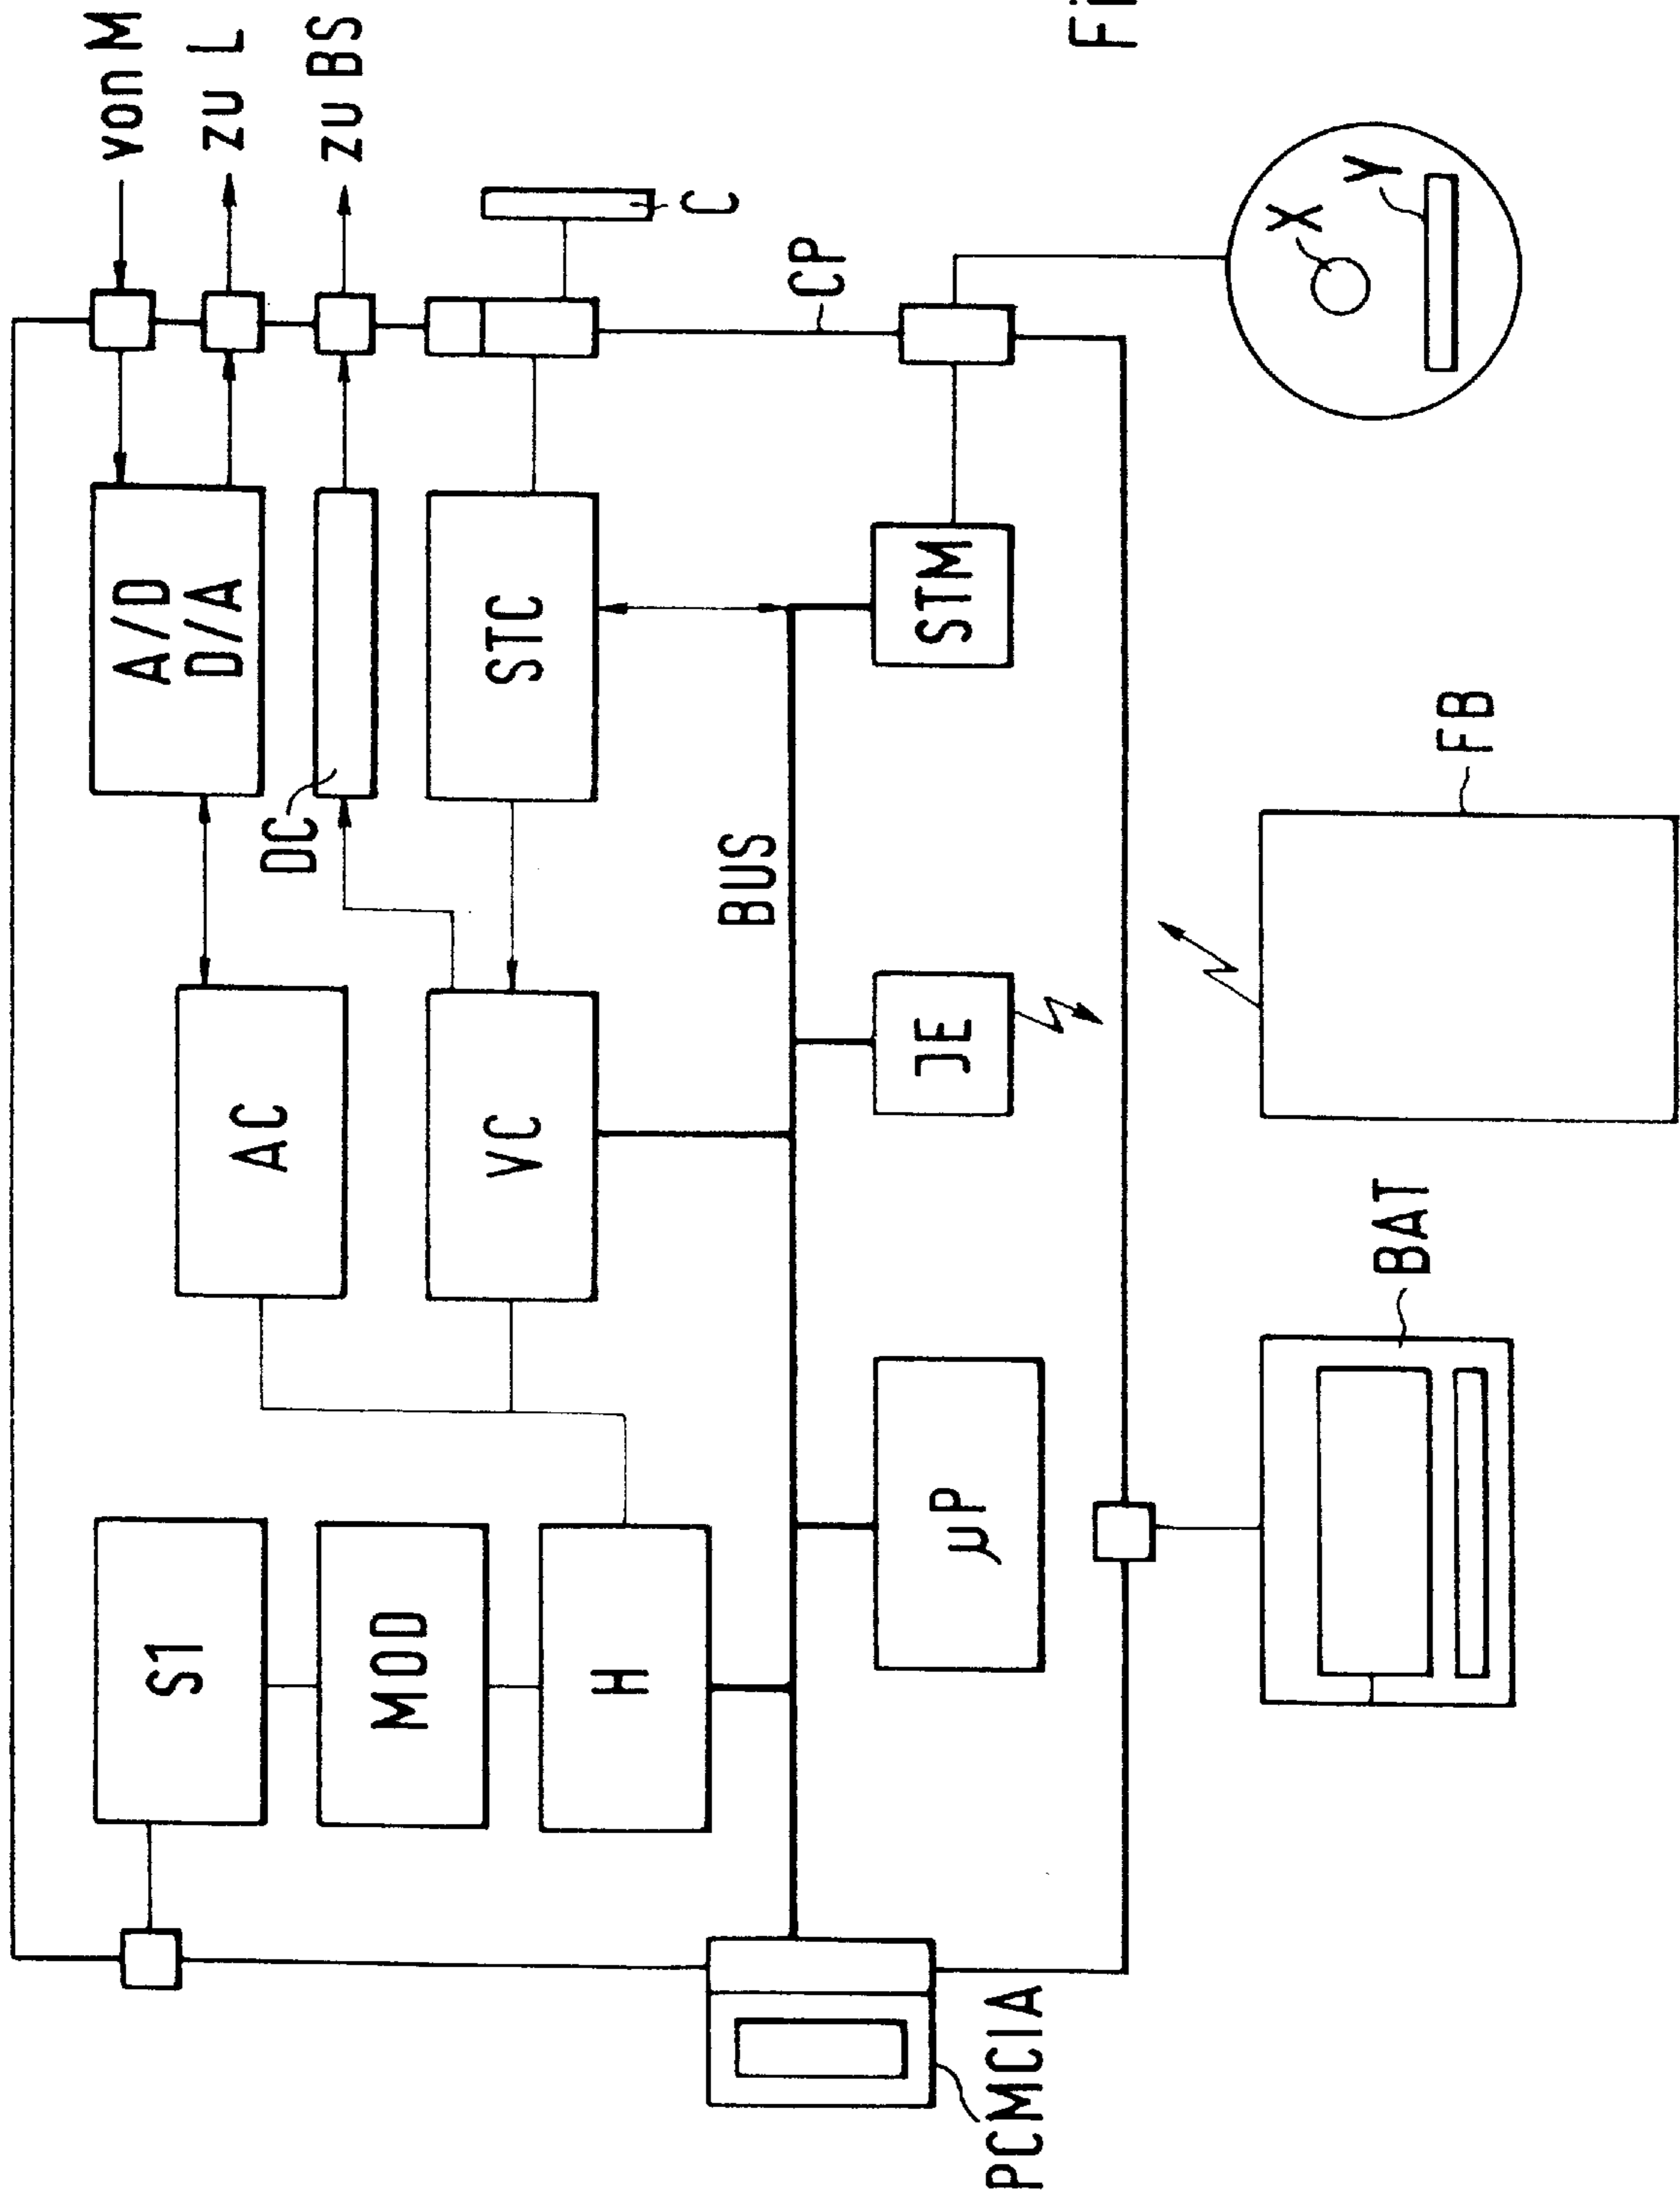 von M
A/D
D/A
zu L
S1
AC
DC
zu BS
MOD
VC
STC
H
C
BUS
CP
µP
JE
STM
PCMCIA
X
Y
BAT
FB